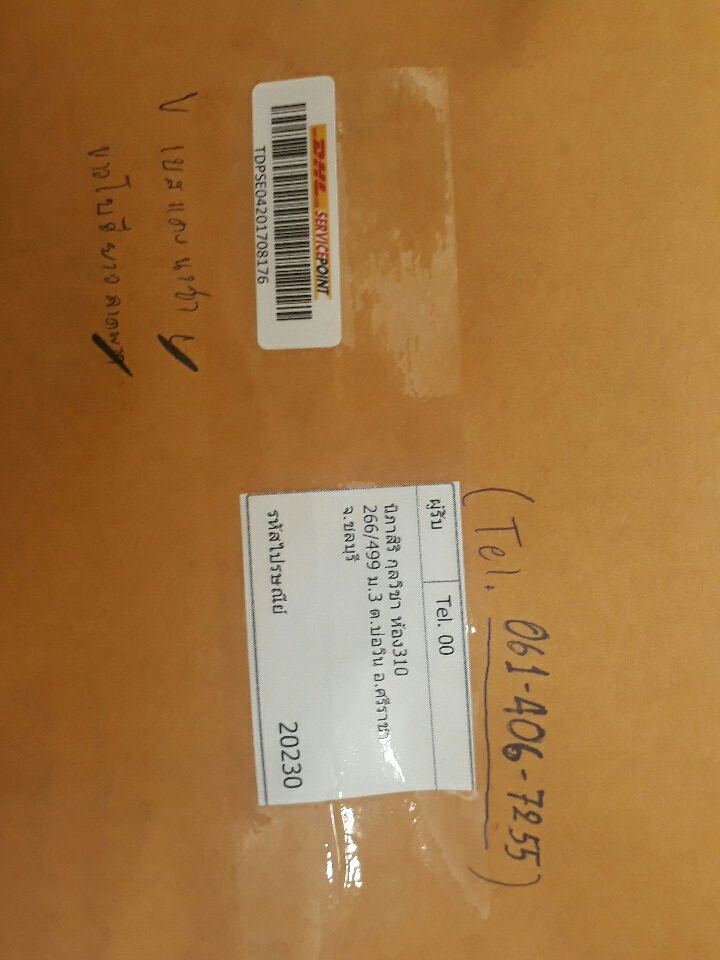 DHL SERVICEPOINT
TDPSE04201708176
(Tel. 061-406-7255)
ผู้รับ
Tel. 00
นิภาสิริ กุลวิชา ห้อง310
266/499 ม.3 ต.บ่อวิน อ.ศรีราชา
จ.ชลบุรี
รหัสไปรษณีย์ 20230